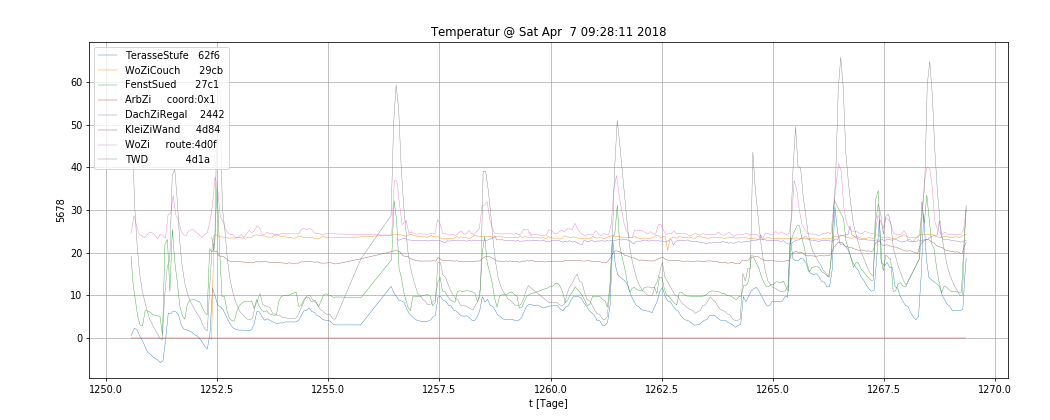 Temperatur @ Sat Apr  7 09:28:11 2018
TerasseStufe 62f6
WoZiCouch 29cb
FenstSued 27c1
ArbZi coord:0x1
DachZiRegal 2442
KleiZiWand 4d84
WoZi route:4d0f
TWD 4d1a
60
50
40
30
20
10
0
5678
1250.0 1252.5 1255.0 1257.5 1260.0 1262.5 1265.0 1267.5 1270.0
t [Tage]